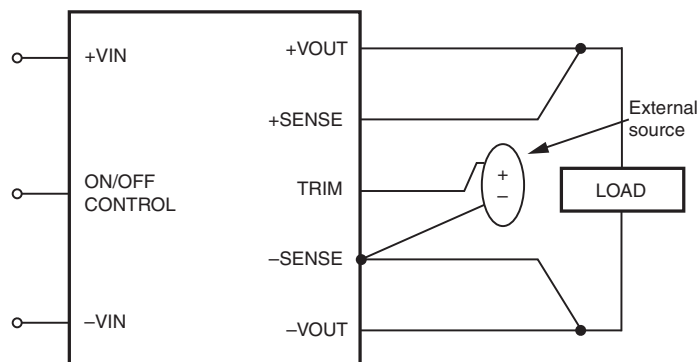 +VIN
ON/OFF
CONTROL
–VIN
+VOUT
+SENSE
TRIM
–SENSE
–VOUT
+
–
External
source
LOAD